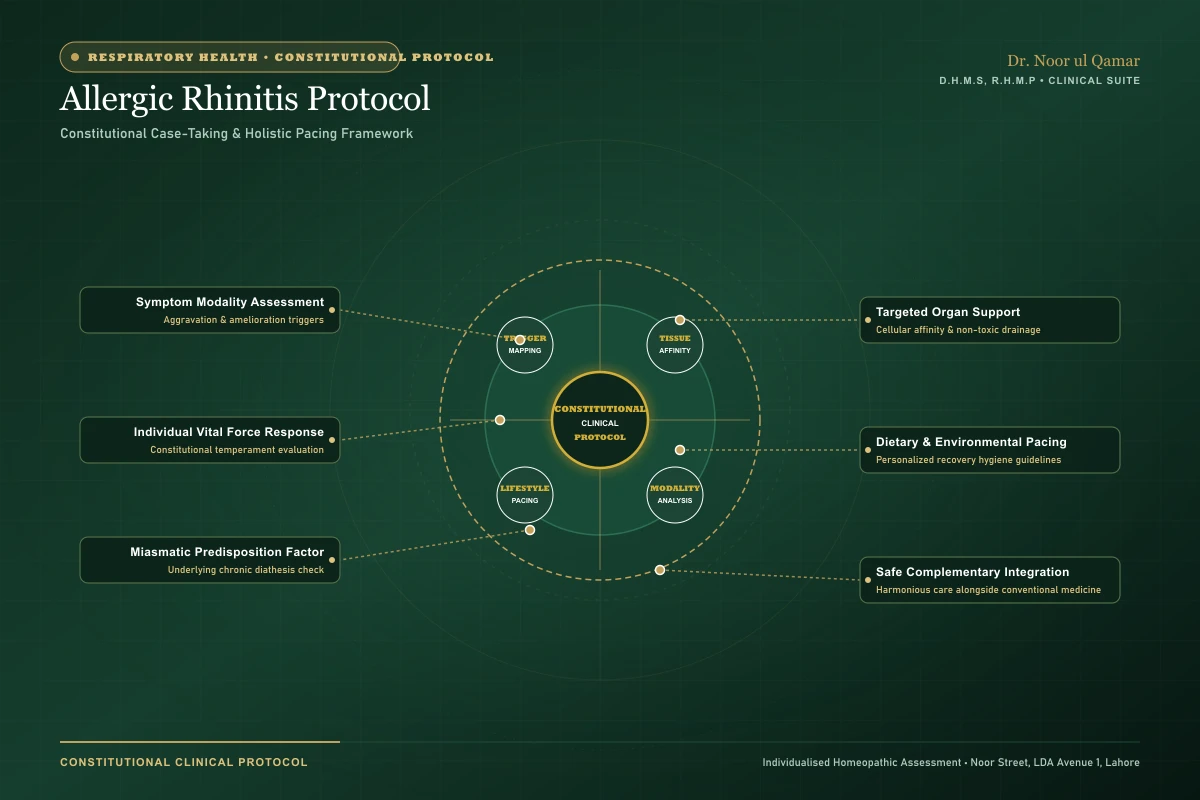 RESPIRATORY HEALTH • CONSTITUTIONAL PROTOCOL
Allergic Rhinitis Protocol
Constitutional Case-Taking & Holistic Pacing Framework
Dr. Noor ul Qamar
D.H.M.S, R.H.M.P • CLINICAL SUITE
Symptom Modality Assessment
Aggravation & amelioration triggers
Individual Vital Force Response
Constitutional temperament evaluation
Miasmatic Predisposition Factor
Underlying chronic diathesis check
TRIGGER
MAPPING
TISSUE
AFFINITY
CONSTITUTIONAL
CLINICAL
PROTOCOL
LIFESTYLE
PACING
MODALITY
ANALYSIS
Targeted Organ Support
Cellular affinity & non-toxic drainage
Dietary & Environmental Pacing
Personalized recovery hygiene guidelines
Safe Complementary Integration
Harmonious care alongside conventional medicine
CONSTITUTIONAL CLINICAL PROTOCOL
Individualised Homeopathic Assessment • Noor Street, LDA Avenue 1, Lahore